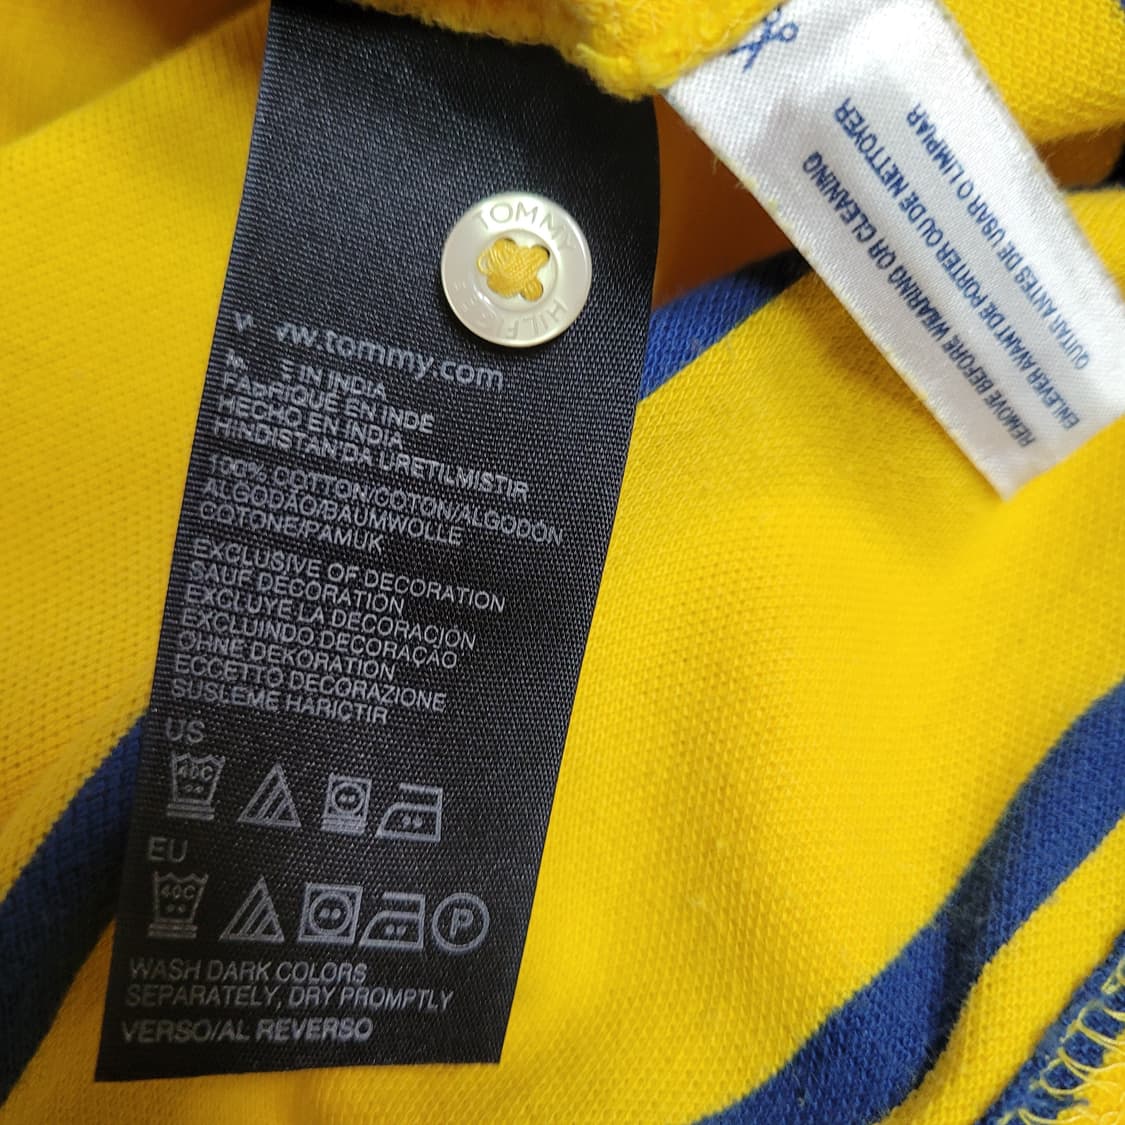 TOMMY HILFIGER
www.tommy.com
IN INDIA
FABRIQUE EN INDE
HECHO EN INDIA
HINDISTAN'DA URETILMISTIR
100% COTTON/COTON/ALGODÓN
ALGODÃO/BAUMWOLLE
COTONE/PAMUK
EXCLUSIVE OF DECORATION
SAUF DÉCORATION
EXCLUYE LA DECORACIÓN
EXCLUINDO DECORAÇÃO
OHNE DEKORATION
ECCETTO DECORAZIONE
SUSLEME HARIÇTIR
US
40C
EU
40C
P
WASH DARK COLORS
SEPARATELY, DRY PROMPTLY
VERSO/AL REVERSO
REMOVE BEFORE WEARING OR CLEANING
ENLEVER AVANT DE PORTER OU DE NETTOYER
QUITAR ANTES DE USAR O LIMPIAR